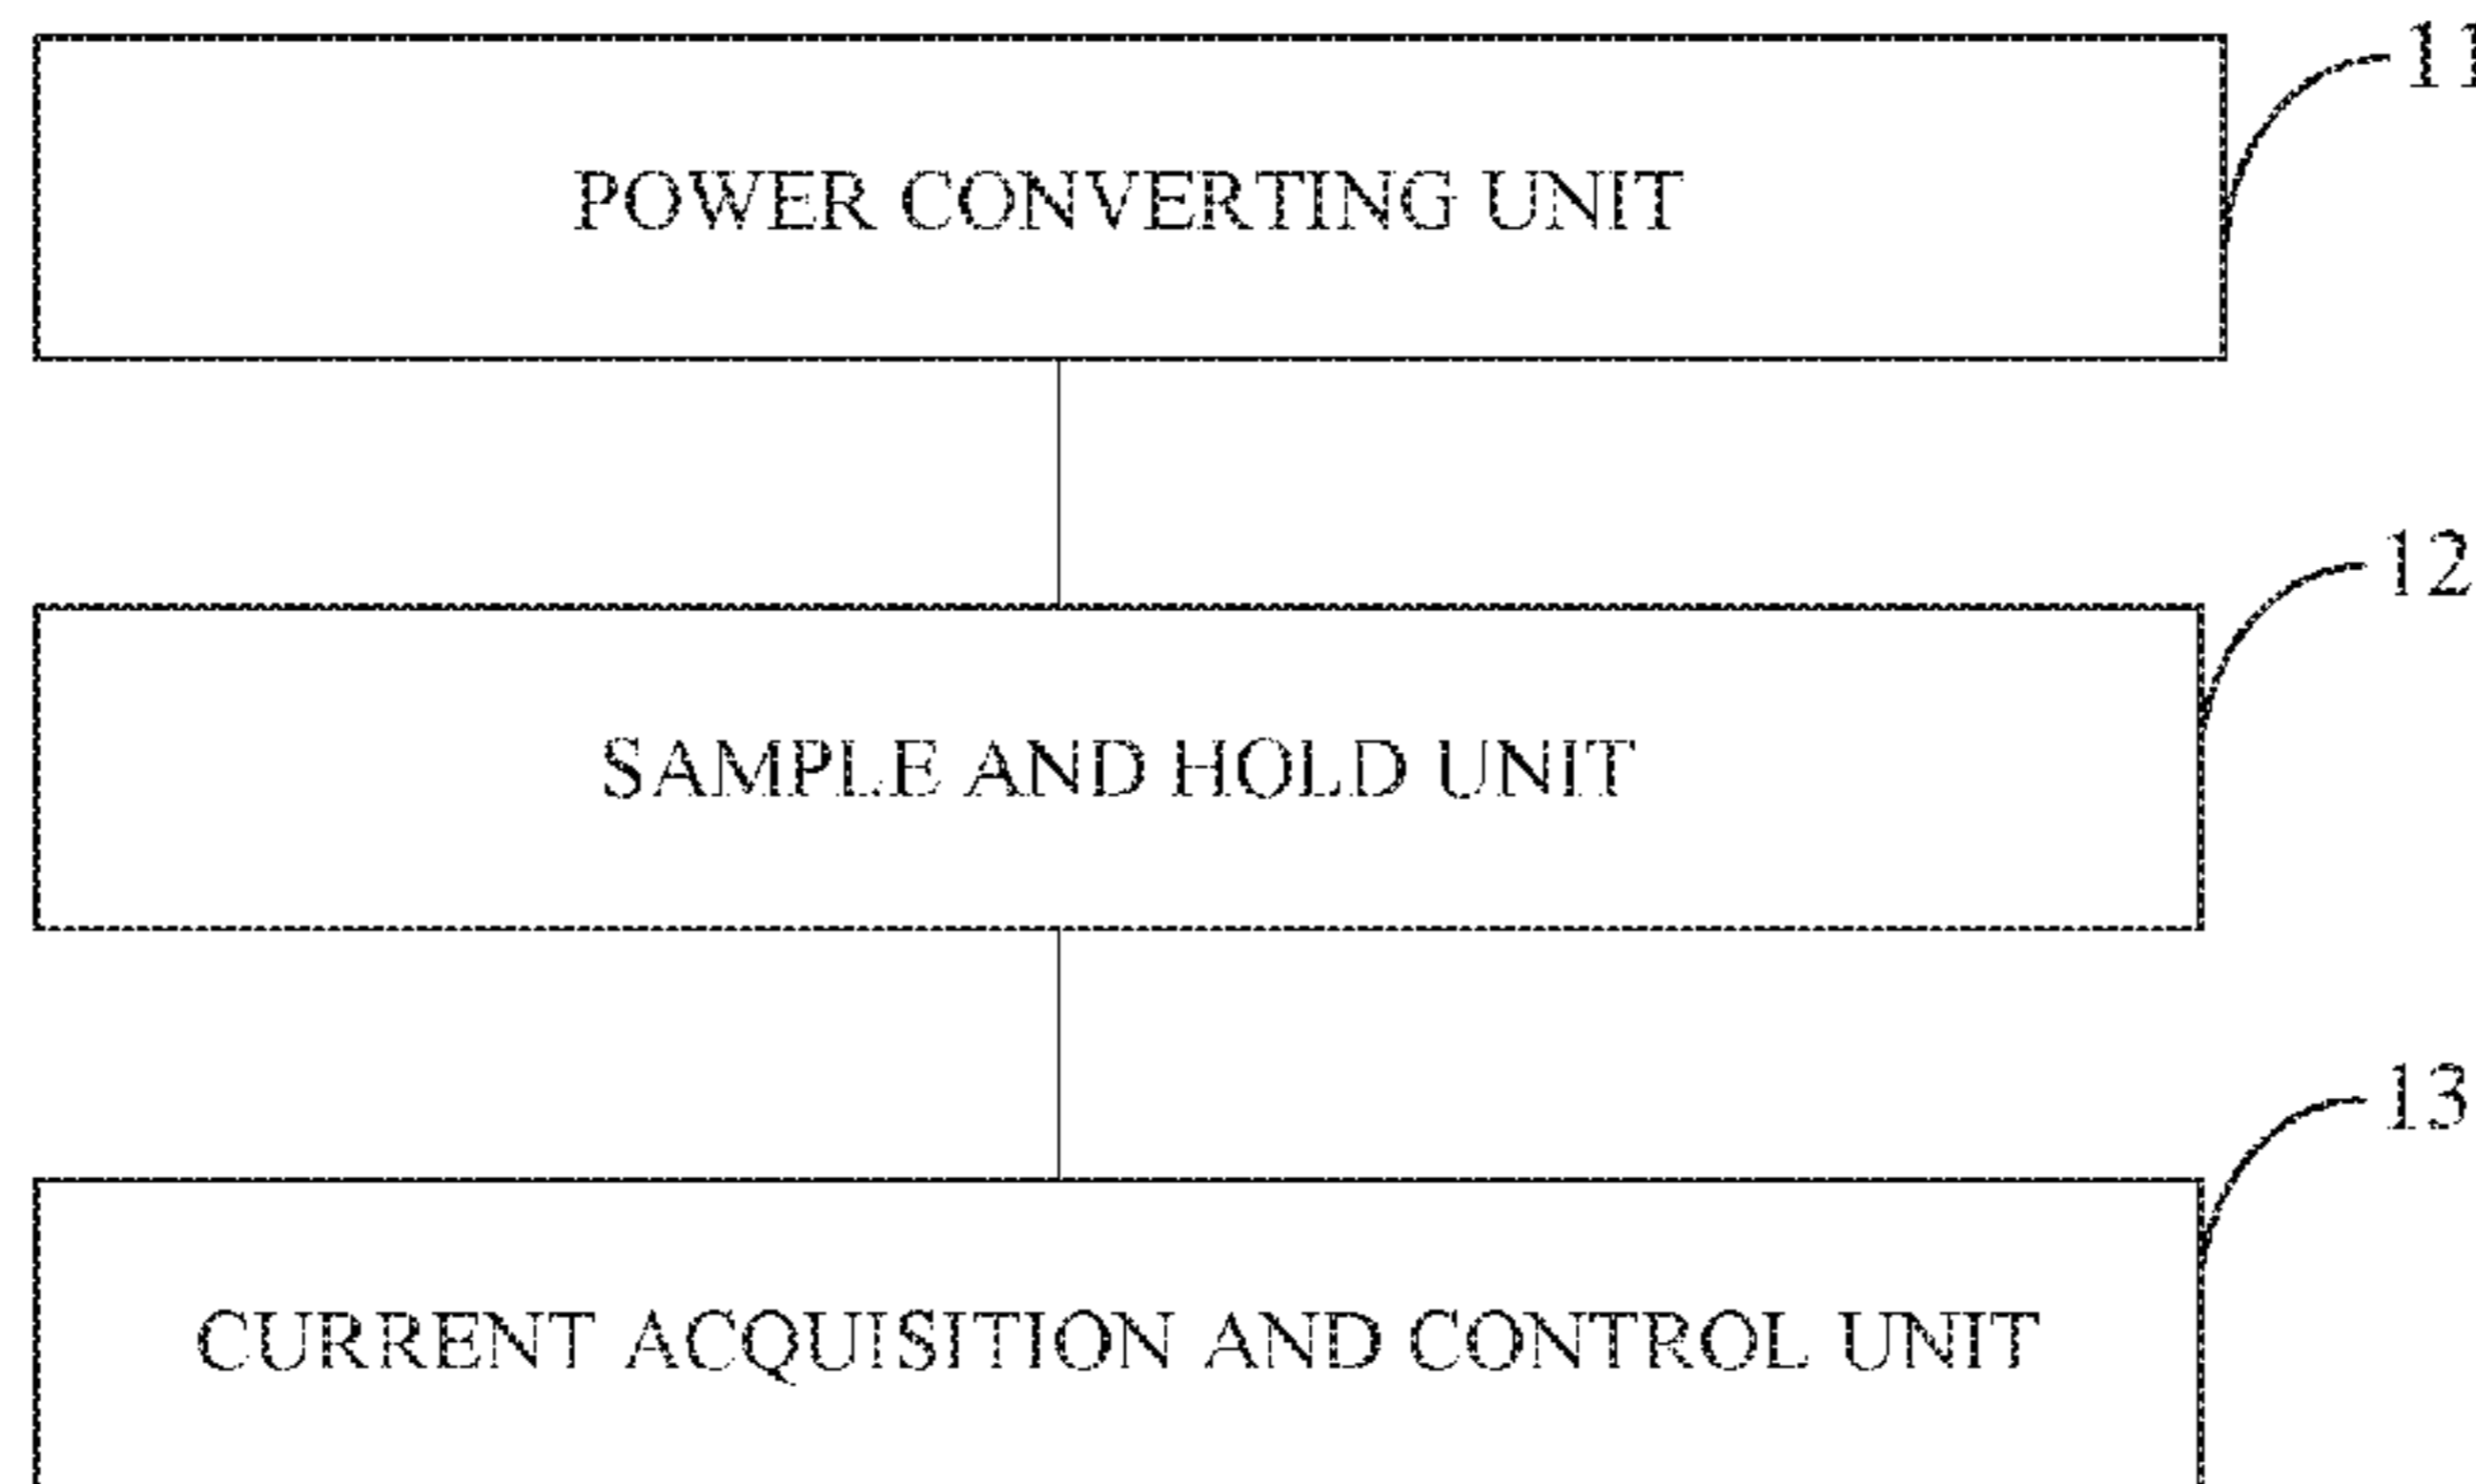 11
POWER CONVERTING UNIT
12
SAMPLE AND HOLD UNIT
13
CURRENT ACQUISITION AND CONTROL UNIT